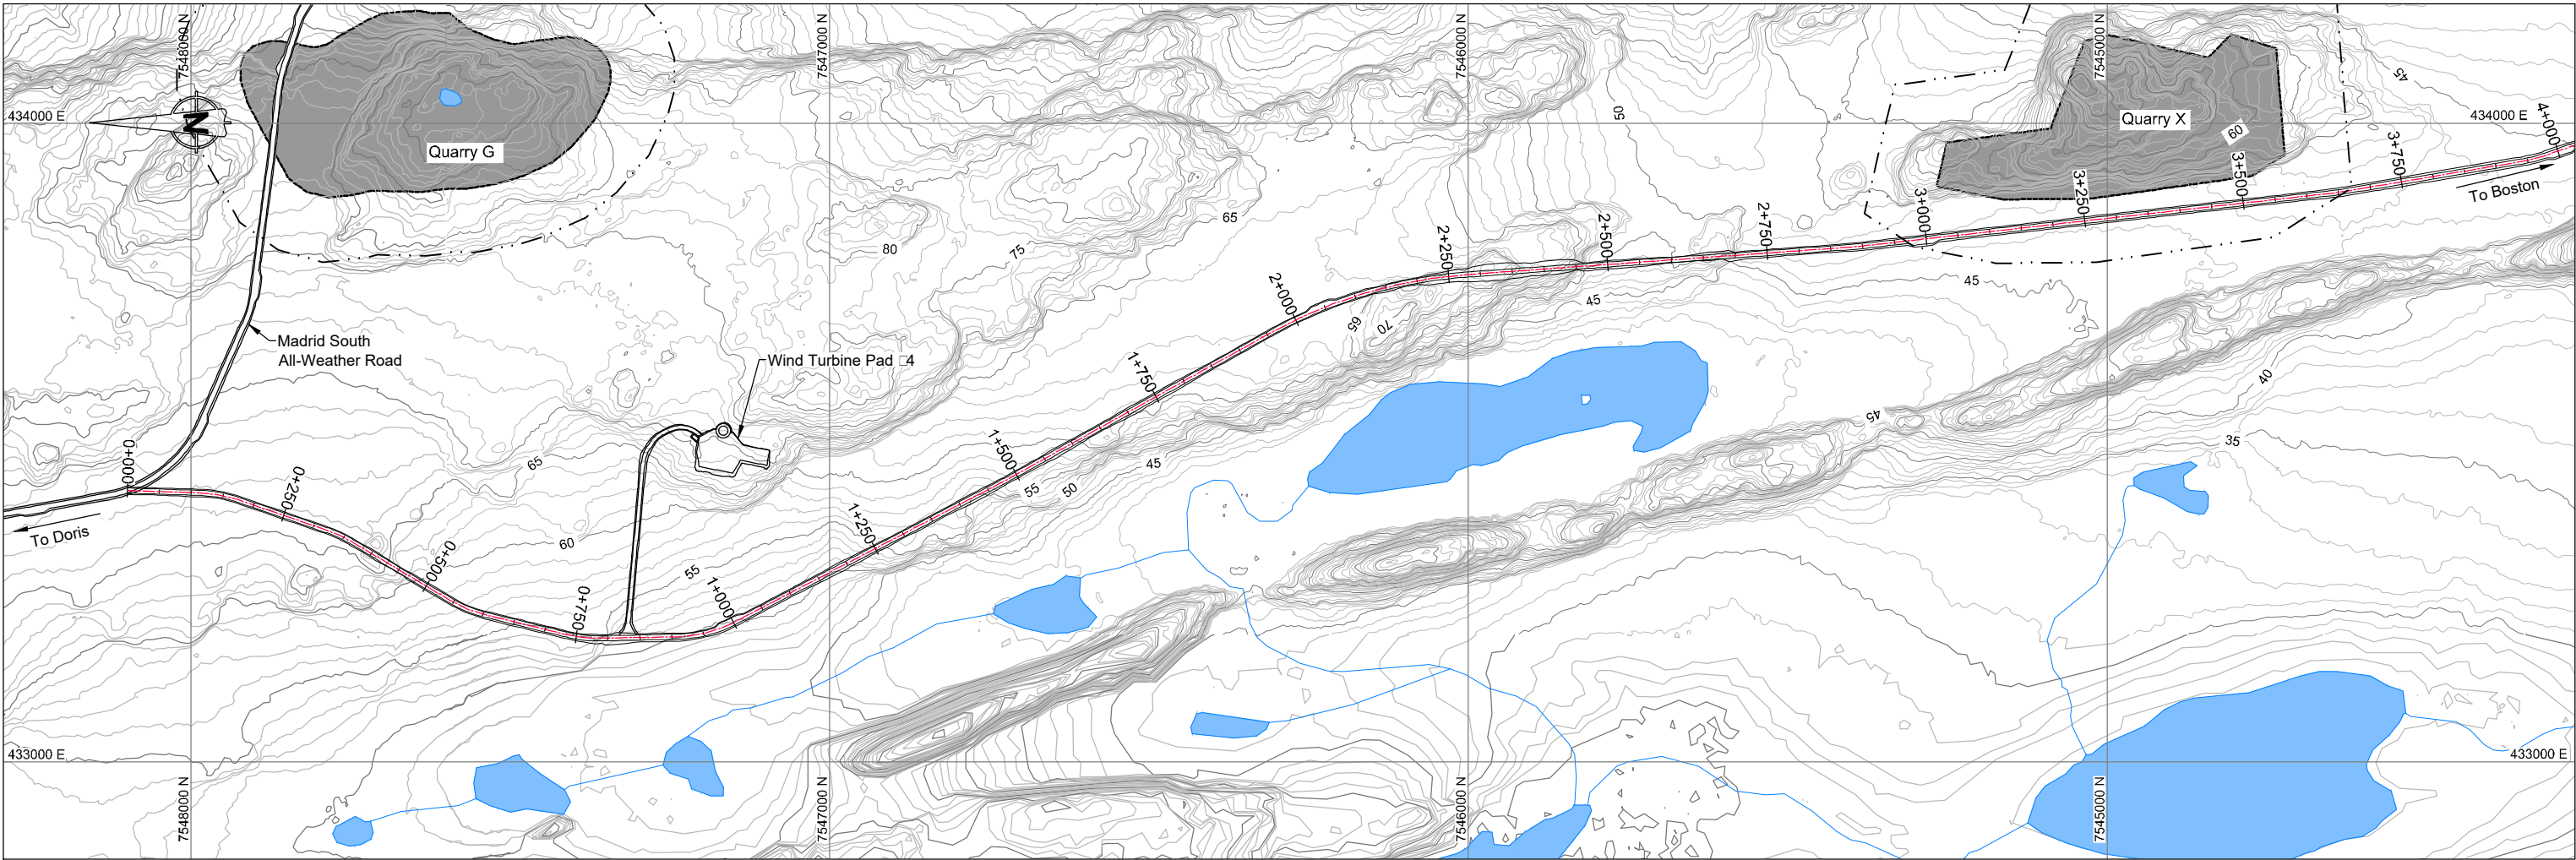 7548000 N
7547000 N
7546000 N
7545000 N
434000 E
434000 E
N
Quarry G
Quarry X
60
45
50
4+000
3+750
3+500
3+250
3+000
2+750
2+500
2+250
2+000
1+750
1+500
1+250
1+000
0+750
0+500
0+250
0+000
To Boston
65
80
75
45
45
65
70
Madrid South
All-Weather Road
Wind Turbine Pad □4
40
45
35
65
45
55
50
To Doris
60
55
433000 E
433000 E
7548000 N
7547000 N
7546000 N
7545000 N